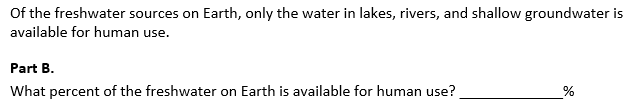 Of the freshwater sources on Earth, only the water in lakes, rivers, and shallow groundwater is
available for human use.
Part B.
What percent of the freshwater on Earth is available for human use? ______________%